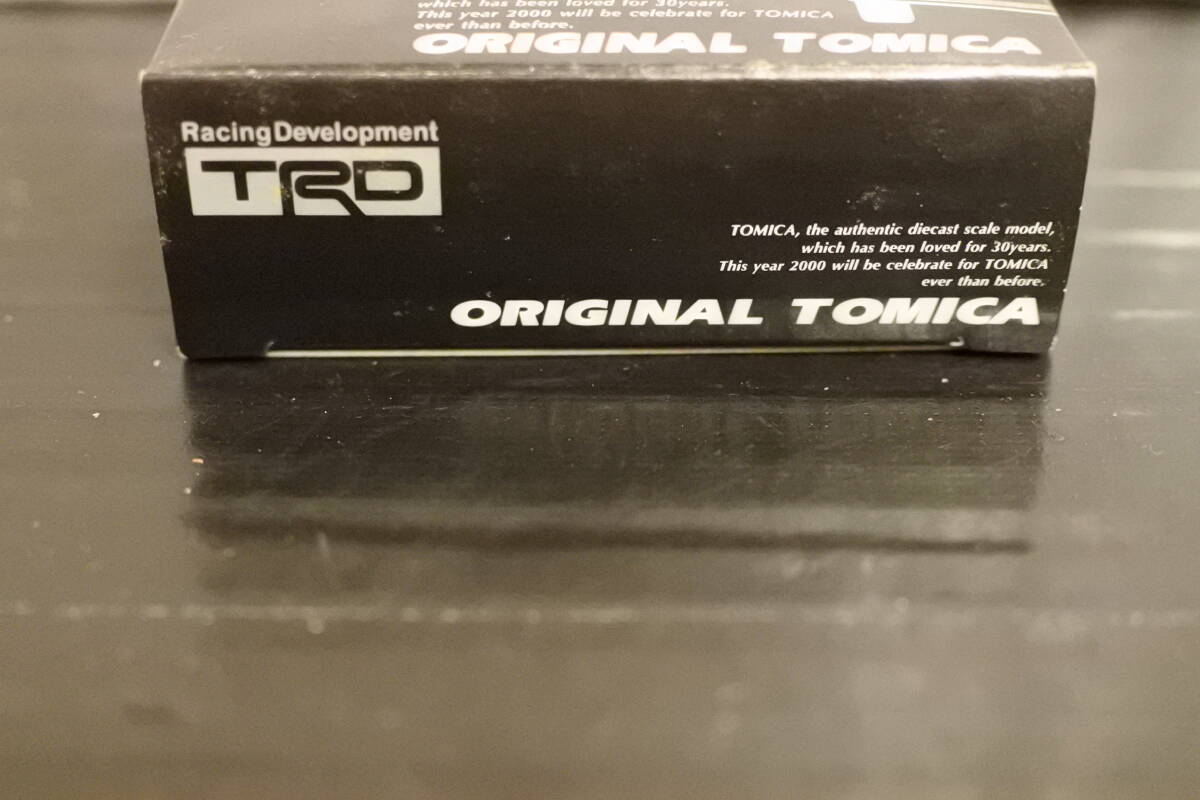 which has been loved for 30years.
This year 2000 will be celebrate for TOMICA
ever than before.
ORIGINAL TOMICA
Racing Development
TRD
TOMICA, the authentic diecast scale model,
which has been loved for 30years.
This year 2000 will be celebrate for TOMICA
ever than before.
ORIGINAL TOMICA